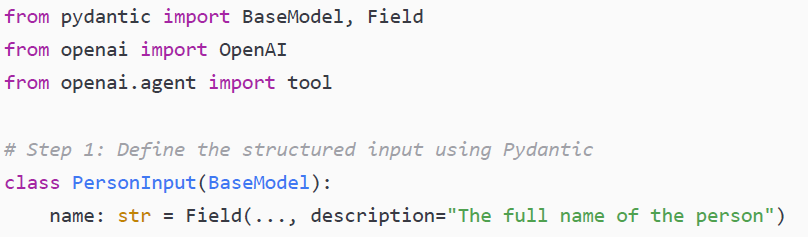 from pydantic import BaseModel, Field
from openai import OpenAI
from openai.agent import tool
# Step 1: Define the structured input using Pydantic
class PersonInput(BaseModel):
    name: str = Field(..., description="The full name of the person")